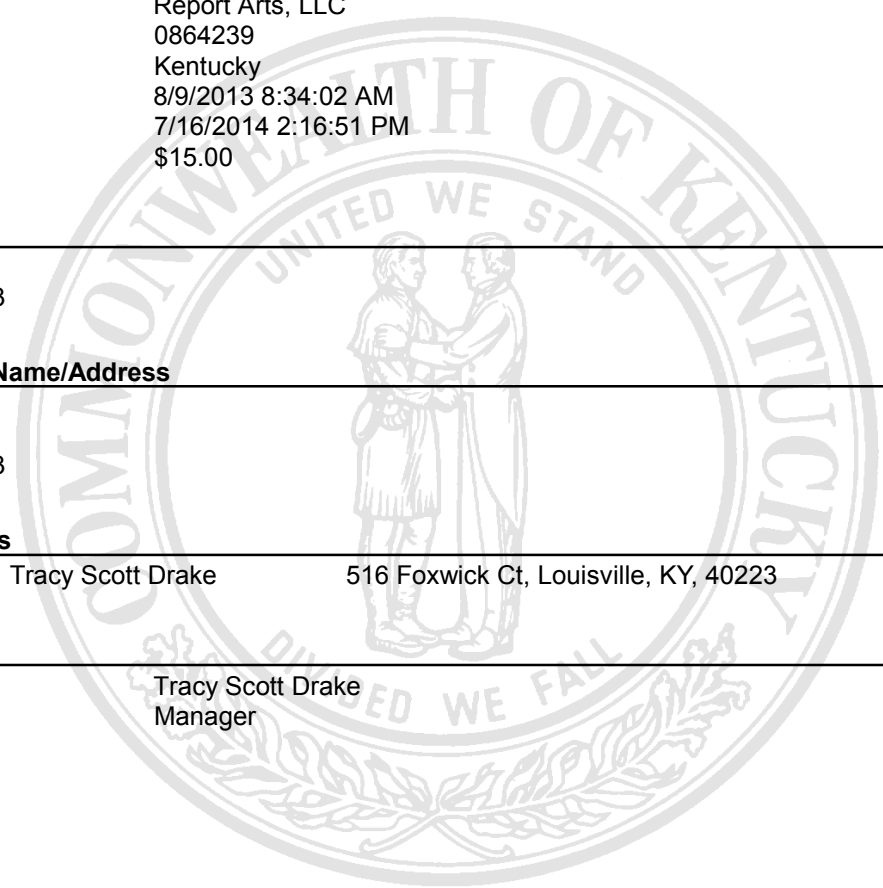 Report Arts, LLC
0864239
Kentucky
8/9/2013 8:34:02 AM
7/16/2014 2:16:51 PM
$15.00
COMMONWEALTH OF KENTUCKY
UNITED WE STAND
Name/Address
Tracy Scott Drake 516 Foxwick Ct, Louisville, KY, 40223
DIVIDED WE FALL
Tracy Scott Drake
Manager